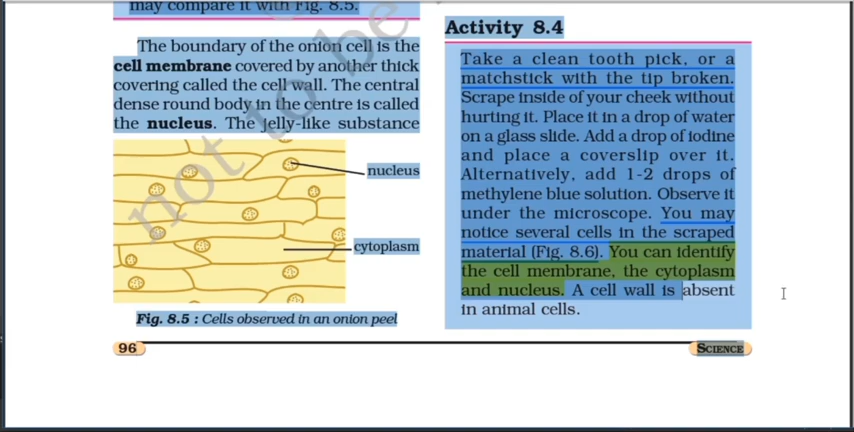 may compare it with Fig. 8.5.
The boundary of the onion cell is the
cell membrane covered by another thick
covering called the cell wall. The central
dense round body in the centre is called
the nucleus. The jelly-like substance
nucleus
cytoplasm
Fig. 8.5 : Cells observed in an onion peel
Activity 8.4
Take a clean tooth pick, or a
matchstick with the tip broken.
Scrape inside of your cheek without
hurting it. Place it in a drop of water
on a glass slide. Add a drop of iodine
and place a coverslip over it.
Alternatively, add 1-2 drops of
methylene blue solution. Observe it
under the microscope. You may
notice several cells in the scraped
material (Fig. 8.6). You can identify
the cell membrane, the cytoplasm
and nucleus. A cell wall is absent
in animal cells.
96
SCIENCE
not to be